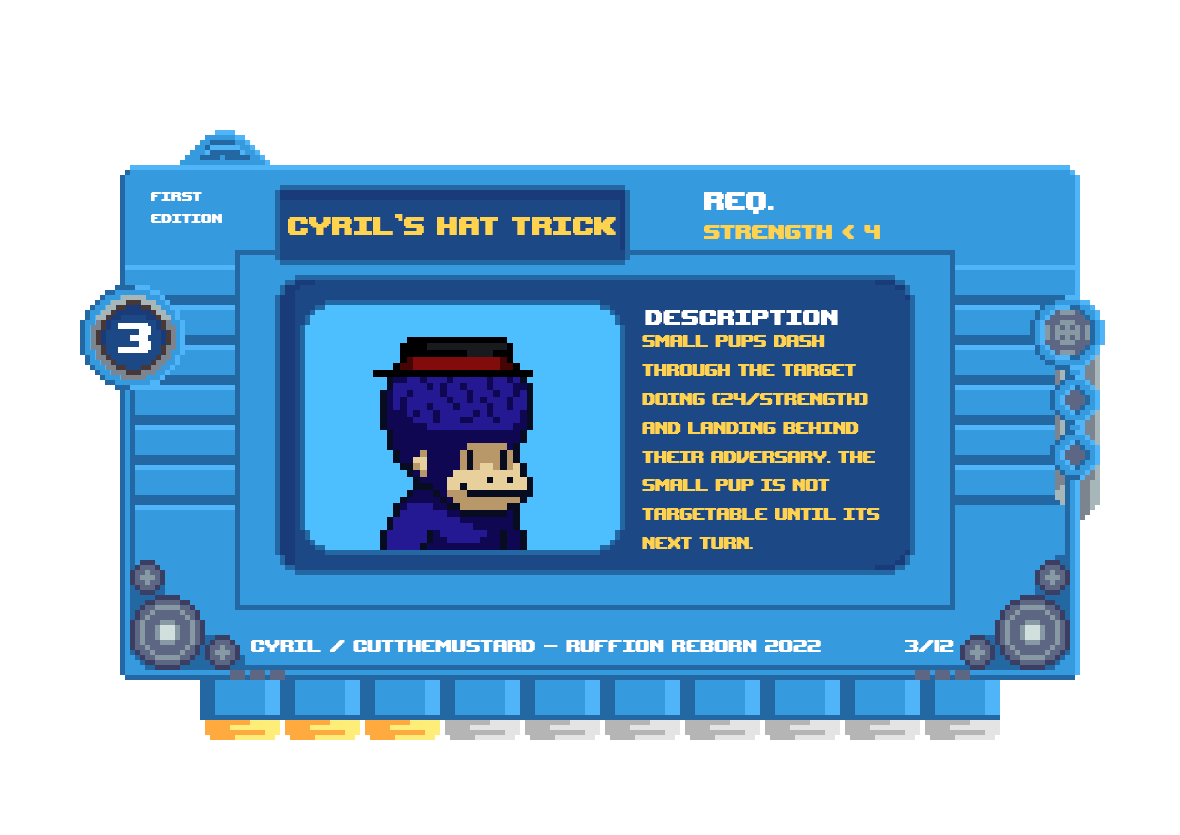 FIRST
EDITION
CYRIL'S HAT TRICK
REQ.
STRENGTH < 4
3
DESCRIPTION
SMALL PUPS DASH
THROUGH THE TARGET
DOING (24/STRENGTH)
AND LANDING BEHIND
THEIR ADVERSARY. THE
SMALL PUP IS NOT
TARGETABLE UNTIL ITS
NEXT TURN.
CYRIL / CUTTHEMUSTARD - RUFFION REBORN 2022
3/12